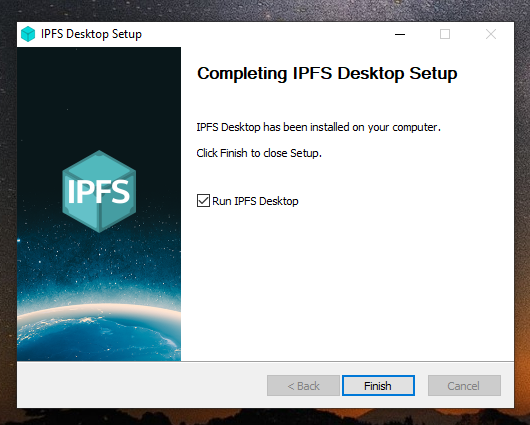 IPFS Desktop Setup
Completing IPFS Desktop Setup
IPFS Desktop has been installed on your computer.
Click Finish to close Setup.
Run IPFS Desktop
IPFS
< Back
Finish
Cancel